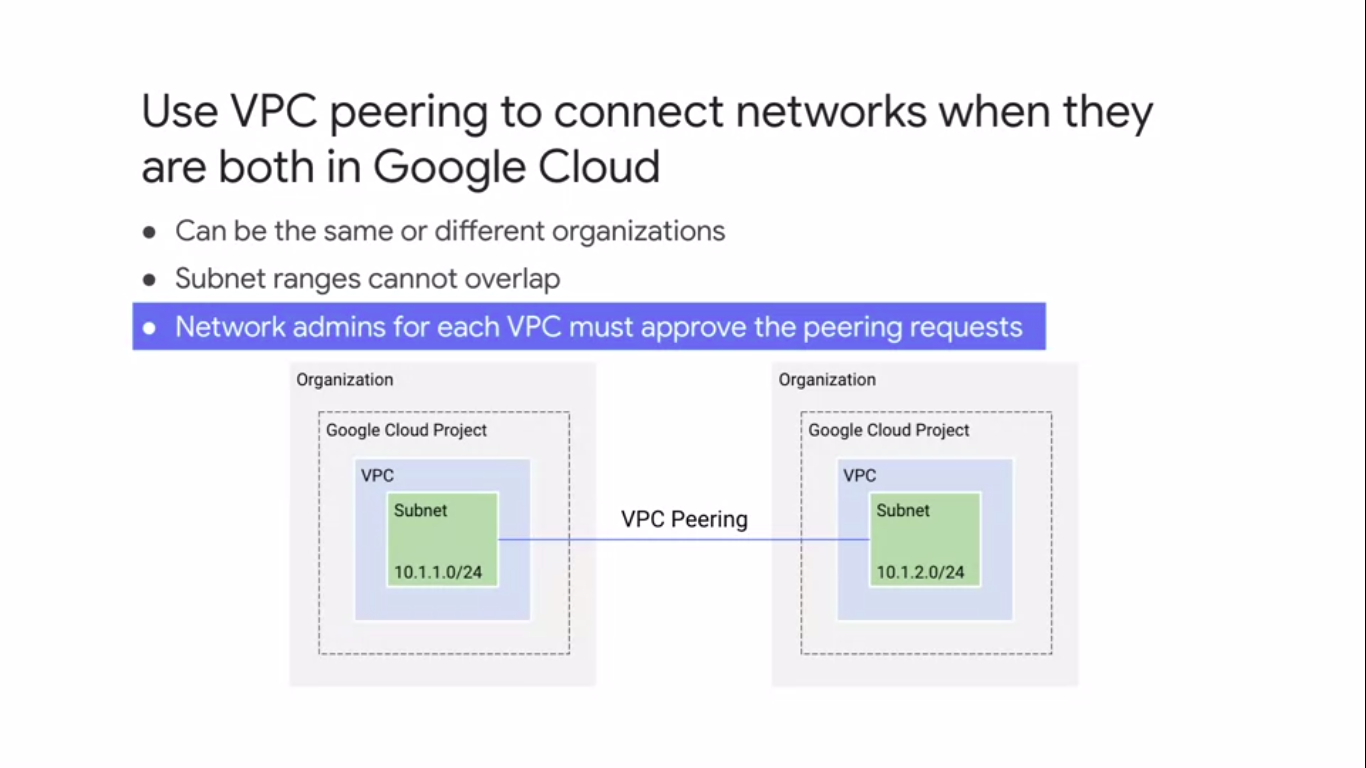 Use VPC peering to connect networks when they
are both in Google Cloud
● Can be the same or different organizations
● Subnet ranges cannot overlap
● Network admins for each VPC must approve the peering requests
Organization
Google Cloud Project
VPC
Subnet
10.1.1.0/24
VPC Peering
Organization
Google Cloud Project
VPC
Subnet
10.1.2.0/24